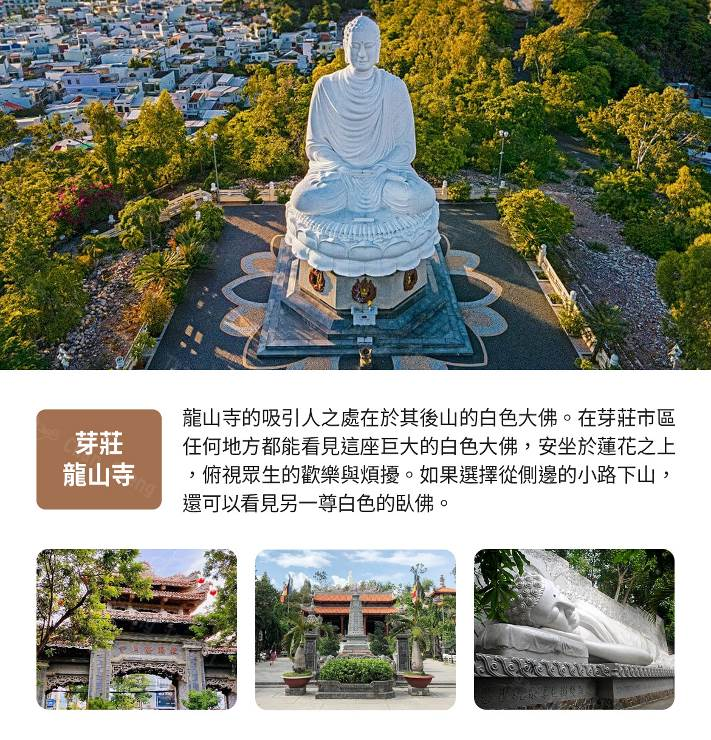 芽莊
龍山寺
龍山寺的吸引人之處在於其後山的白色大佛。在芽莊市區
任何地方都能看見這座巨大的白色大佛，安坐於蓮花之上
，俯視眾生的歡樂與煩擾。如果選擇從側邊的小路下山，
還可以看見另一尊白色的臥佛。